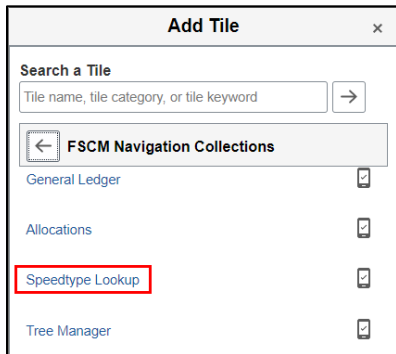 Add Tile
Search a Tile
Tile name, tile category, or tile keyword
FSCM Navigation Collections
General Ledger
Allocations
Speedtype Lookup
Tree Manager